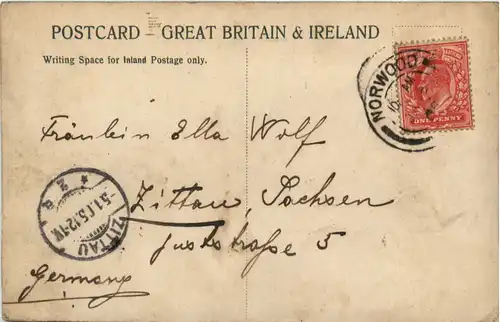 POSTCARD — GREAT BRITAIN & IRELAND
Writing Space for Inland Postage only.
NORWOOD
ONE PENNY
Fräulein Ella Wolf
Zittau, Sachsen
straße 5
Germany
ZITTAU